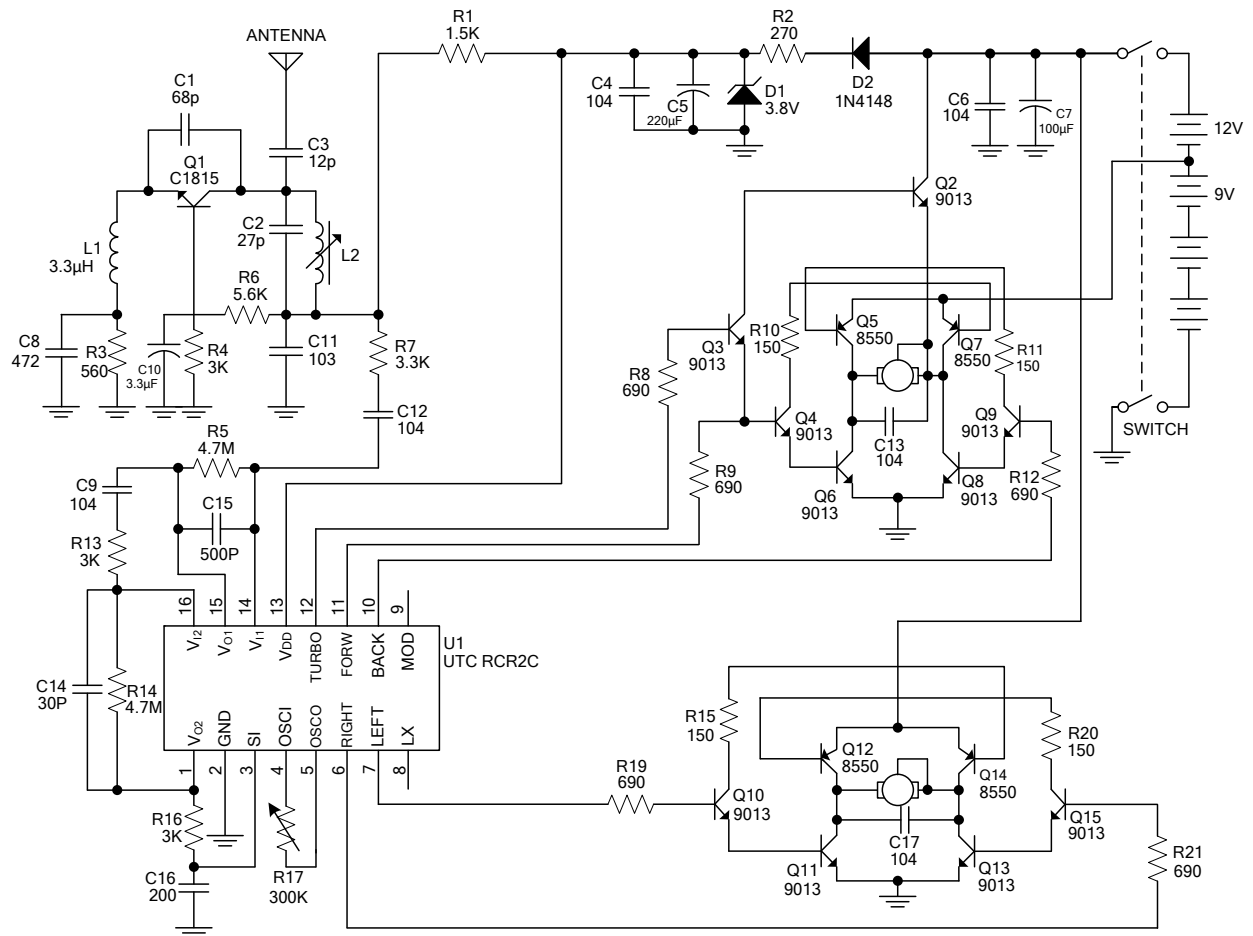 R1
1.5K
R2
270
ANTENNA
C1
68p
C4
104
C5
220µF
D1
3.8V
D2
1N4148
C6
104
C7
100µF
12V
C3
12p
Q1
C1815
Q2
9013
9V
C2
27p
L2
L1
3.3µH
R6
5.6K
C8
472
R3
560
C10
3.3µF
R4
3K
C11
103
R7
3.3K
Q3
9013
R10
150
Q5
8550
Q7
8550
R11
150
R8
690
C12
104
Q4
9013
C13
104
Q9
9013
SWITCH
R5
4.7M
C9
104
C15
500P
R9
690
Q6
9013
Q8
9013
R12
690
R13
3K
16
15
14
13
12
11
10
9
VI2
VO1
VI1
VDD
TURBO
FORW
BACK
MOD
U1
UTC RCR2C
C14
30P
R14
4.7M
VO2
GND
SI
OSCI
OSCO
RIGHT
LEFT
LX
1
2
3
4
5
6
7
8
R15
150
R20
150
Q12
8550
Q14
8550
R19
690
Q10
9013
C17
104
Q15
9013
R16
3K
R17
300K
C16
200
Q11
9013
Q13
9013
R21
690